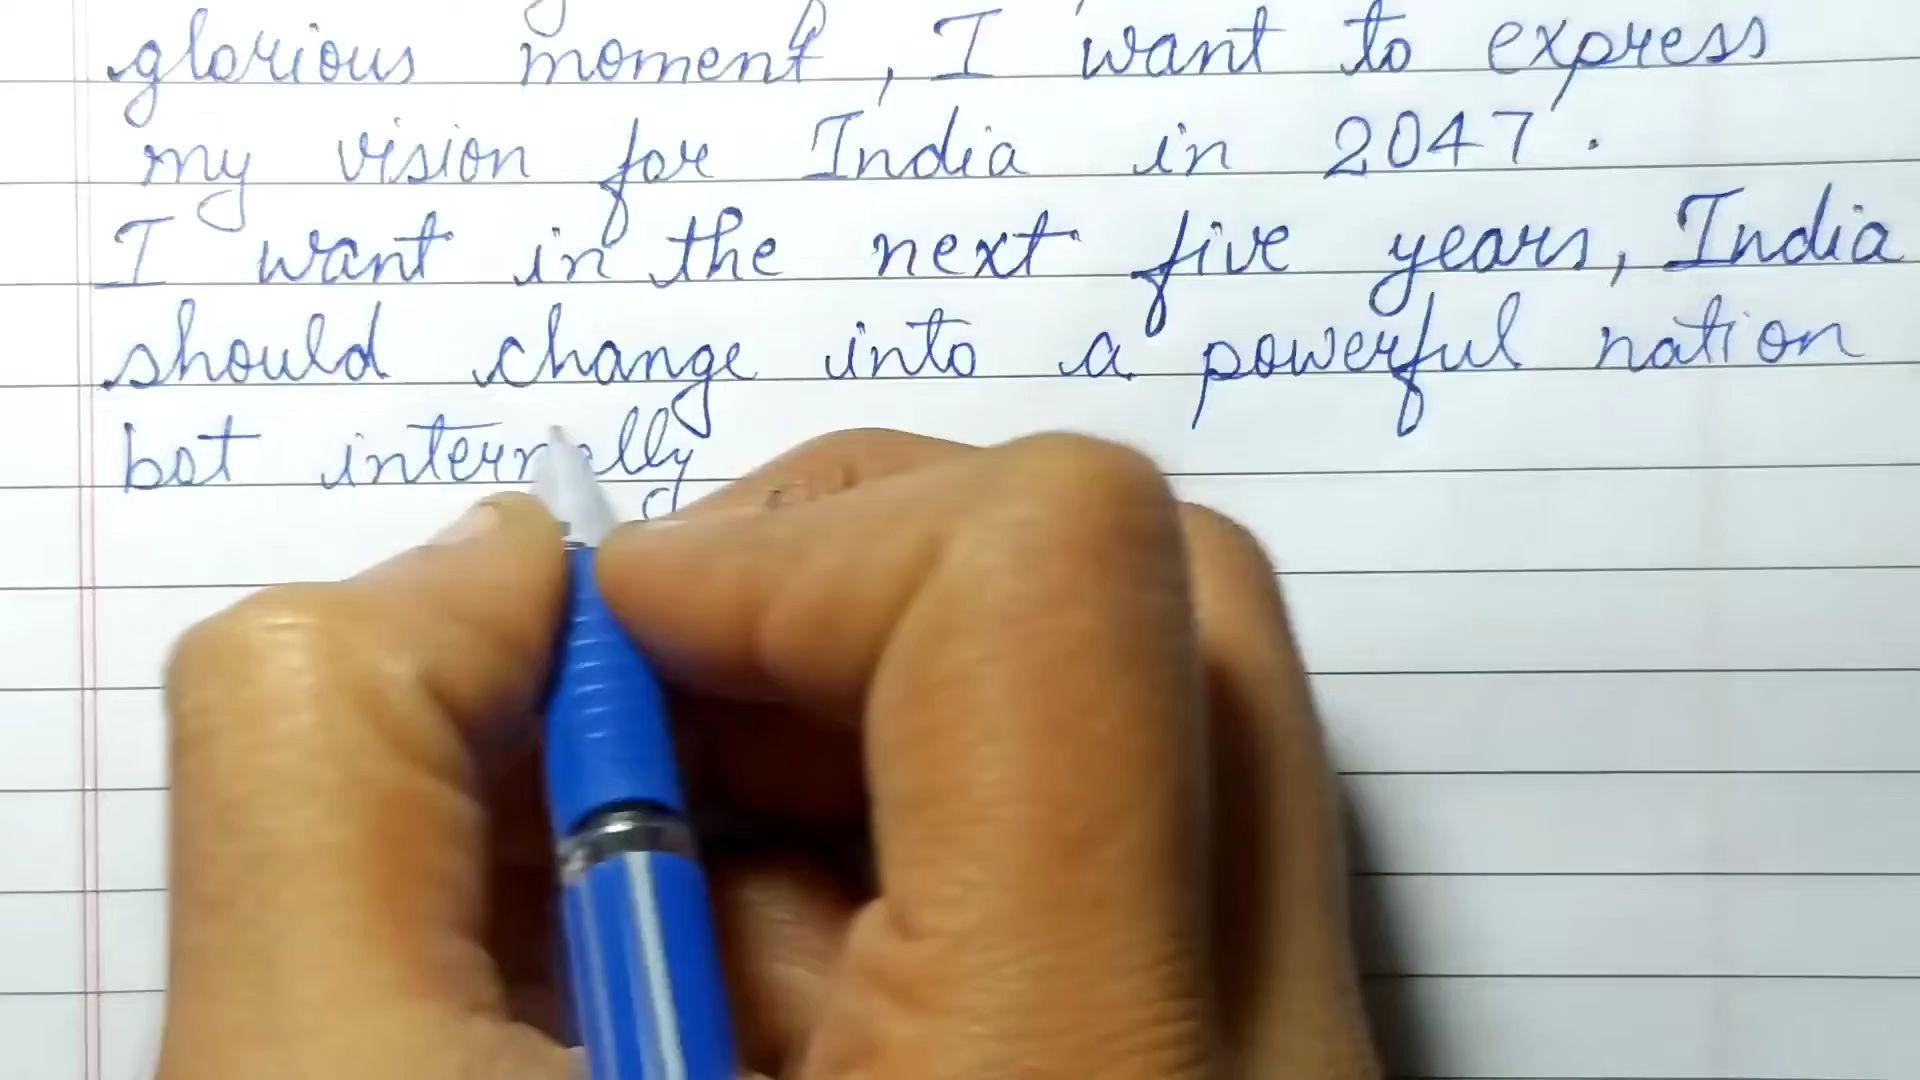 glorious moment, I want to express
my vision for India in 2047.
I want in the next five years, India
should change into a powerful nation
bot internally